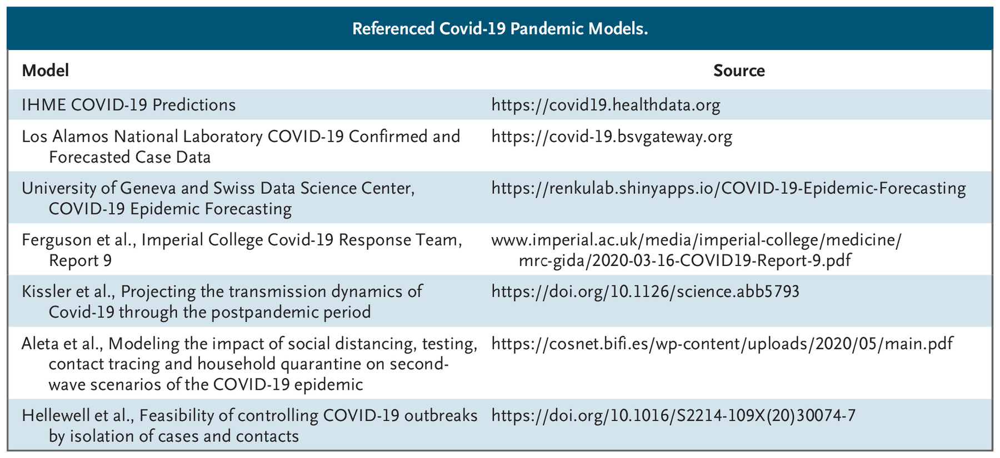 Referenced Covid-19 Pandemic Models.
Model Source
IHME COVID-19 Predictions https://covid19.healthdata.org
Los Alamos National Laboratory COVID-19 Confirmed and https://covid-19.bsvgateway.org
Forecasted Case Data
University of Geneva and Swiss Data Science Center, https://renkulab.shinyapps.io/COVID-19-Epidemic-Forecasting
COVID-19 Epidemic Forecasting
Ferguson et al., Imperial College Covid-19 Response Team, www.imperial.ac.uk/media/imperial-college/medicine/
Report 9 mrc-gida/2020-03-16-COVID19-Report-9.pdf
Kissler et al., Projecting the transmission dynamics of https://doi.org/10.1126/science.abb5793
Covid-19 through the postpandemic period
Aleta et al., Modeling the impact of social distancing, testing, https://cosnet.bifi.es/wp-content/uploads/2020/05/main.pdf
contact tracing and household quarantine on second-
wave scenarios of the COVID-19 epidemic
Hellewell et al., Feasibility of controlling COVID-19 outbreaks https://doi.org/10.1016/S2214-109X(20)30074-7
by isolation of cases and contacts